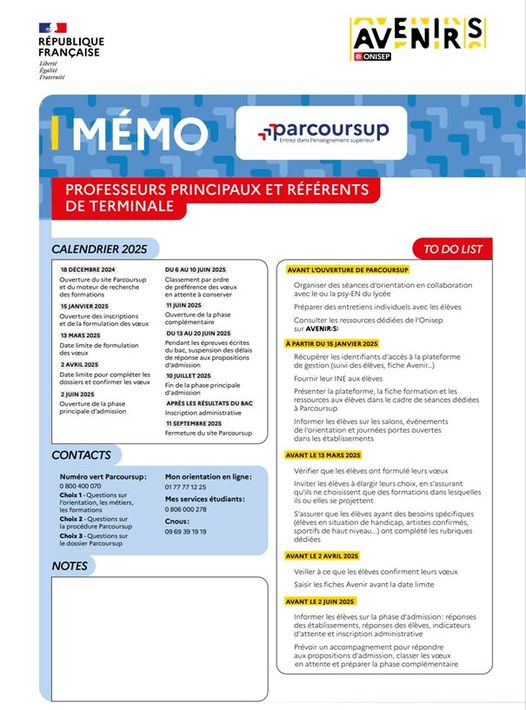 RÉPUBLIQUE
FRANÇAISE
Liberté
Égalité
Fraternité
AVENIR(S
ONISEP
MÉMO
parcoursup
Entrez dans l'enseignement supérieur
PROFESSEURS PRINCIPAUX ET RÉFÉRENTS
DE TERMINALE
CALENDRIER 2025
18 DÉCEMBRE 2024
Ouverture du site Parcoursup
et du moteur de recherche
des formations
15 JANVIER 2025
Ouverture des inscriptions
et de la formulation des vœux
13 MARS 2025
Date limite de formulation
des vœux
2 AVRIL 2025
Date limite pour compléter les
dossiers et confirmer les vœux
2 JUIN 2025
Ouverture de la phase
principale d'admission
DU 6 AU 10 JUIN 2025
Classement par ordre
de préférence des vœux
en attente à conserver
11 JUIN 2025
Ouverture de la phase
complémentaire
DU 13 AU 20 JUIN 2025
Pendant les épreuves écrites
du bac, suspension des délais
de réponse aux propositions
d'admission
10 JUILLET 2025
Fin de la phase principale
d'admission
APRÈS LES RÉSULTATS DU BAC
Inscription administrative
11 SEPTEMBRE 2025
Fermeture du site Parcoursup
CONTACTS
Numéro vert Parcoursup :
0 800 400 070
Choix 1 - Questions sur
l'orientation, les métiers,
les formations
Choix 2 - Questions sur
la procédure Parcoursup
Choix 3 - Questions sur
le dossier Parcoursup
Mon orientation en ligne :
01 77 77 12 25
Mes services étudiants :
0 806 000 278
Cnous :
09 69 39 19 19
NOTES
TO DO LIST
AVANT L'OUVERTURE DE PARCOURSUP
Organiser des séances d'orientation en collaboration
avec le ou la psy-EN du lycée
Préparer des entretiens individuels avec les élèves
Consulter les ressources dédiées de l'Onisep
sur AVENIR(S)
À PARTIR DU 15 JANVIER 2025
Récupérer les identifiants d'accès à la plateforme
de gestion (suivi des élèves, fiche Avenir...)
Fournir leur INE aux élèves
Présenter la plateforme, la fiche formation et les
ressources aux élèves dans le cadre de séances dédiées
à Parcoursup
Informer les élèves sur les salons, événements
de l'orientation et journées portes ouvertes
dans les établissements
AVANT LE 13 MARS 2025
Vérifier que les élèves ont formulé leurs vœux
Inviter les élèves à élargir leurs choix, en s'assurant
qu'ils ne choisissent que des formations dans lesquelles
ils ou elles se projettent
S'assurer que les élèves ayant des besoins spécifiques
(élèves en situation de handicap, artistes confirmés,
sportifs de haut niveau...) ont complété les rubriques
dédiées
AVANT LE 2 AVRIL 2025
Veiller à ce que les élèves confirment leurs vœux
Saisir les fiches Avenir avant la date limite
AVANT LE 2 JUIN 2025
Informer les élèves sur la phase d'admission : réponses
des établissements, réponses des élèves, indicateurs
d'attente et inscription administrative
Prévoir un accompagnement pour répondre
aux propositions d'admission, classer les vœux
en attente et préparer la phase complémentaire